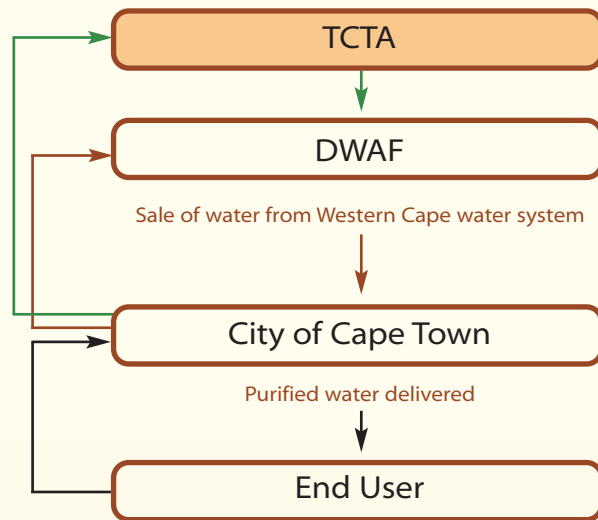 TCTA
DWAF
Sale of water from Western Cape water system
City of Cape Town
Purified water delivered
End User